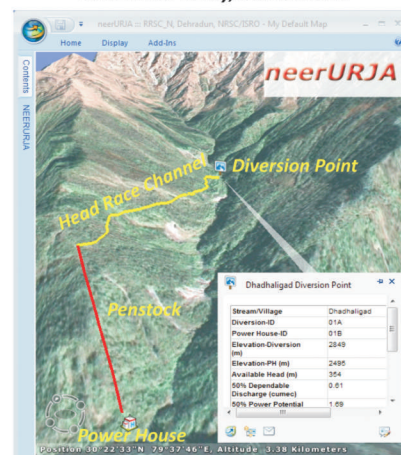 neerURJA :: RRSC_N, Dehradun, NRSC/ISRO - My Default Map
Home Display Add-Ins
Contents
NEERURJA
neerURJA
Diversion Point
Head Race Channel
Penstock
Power House
Dhadhaligad Diversion Point
Stream/Village Dhadhaligad
Diversion-ID 01A
Power House-ID 01B
Elevation-Diversion (m) 2849
Elevation-PH (m) 2495
Available Head (m) 354
50% Dependable Discharge (cumec) 0.61
50% Power Potential 1.69
Position 30°22'33"N 79°37'46"E, Altitude 3.38 Kilometers